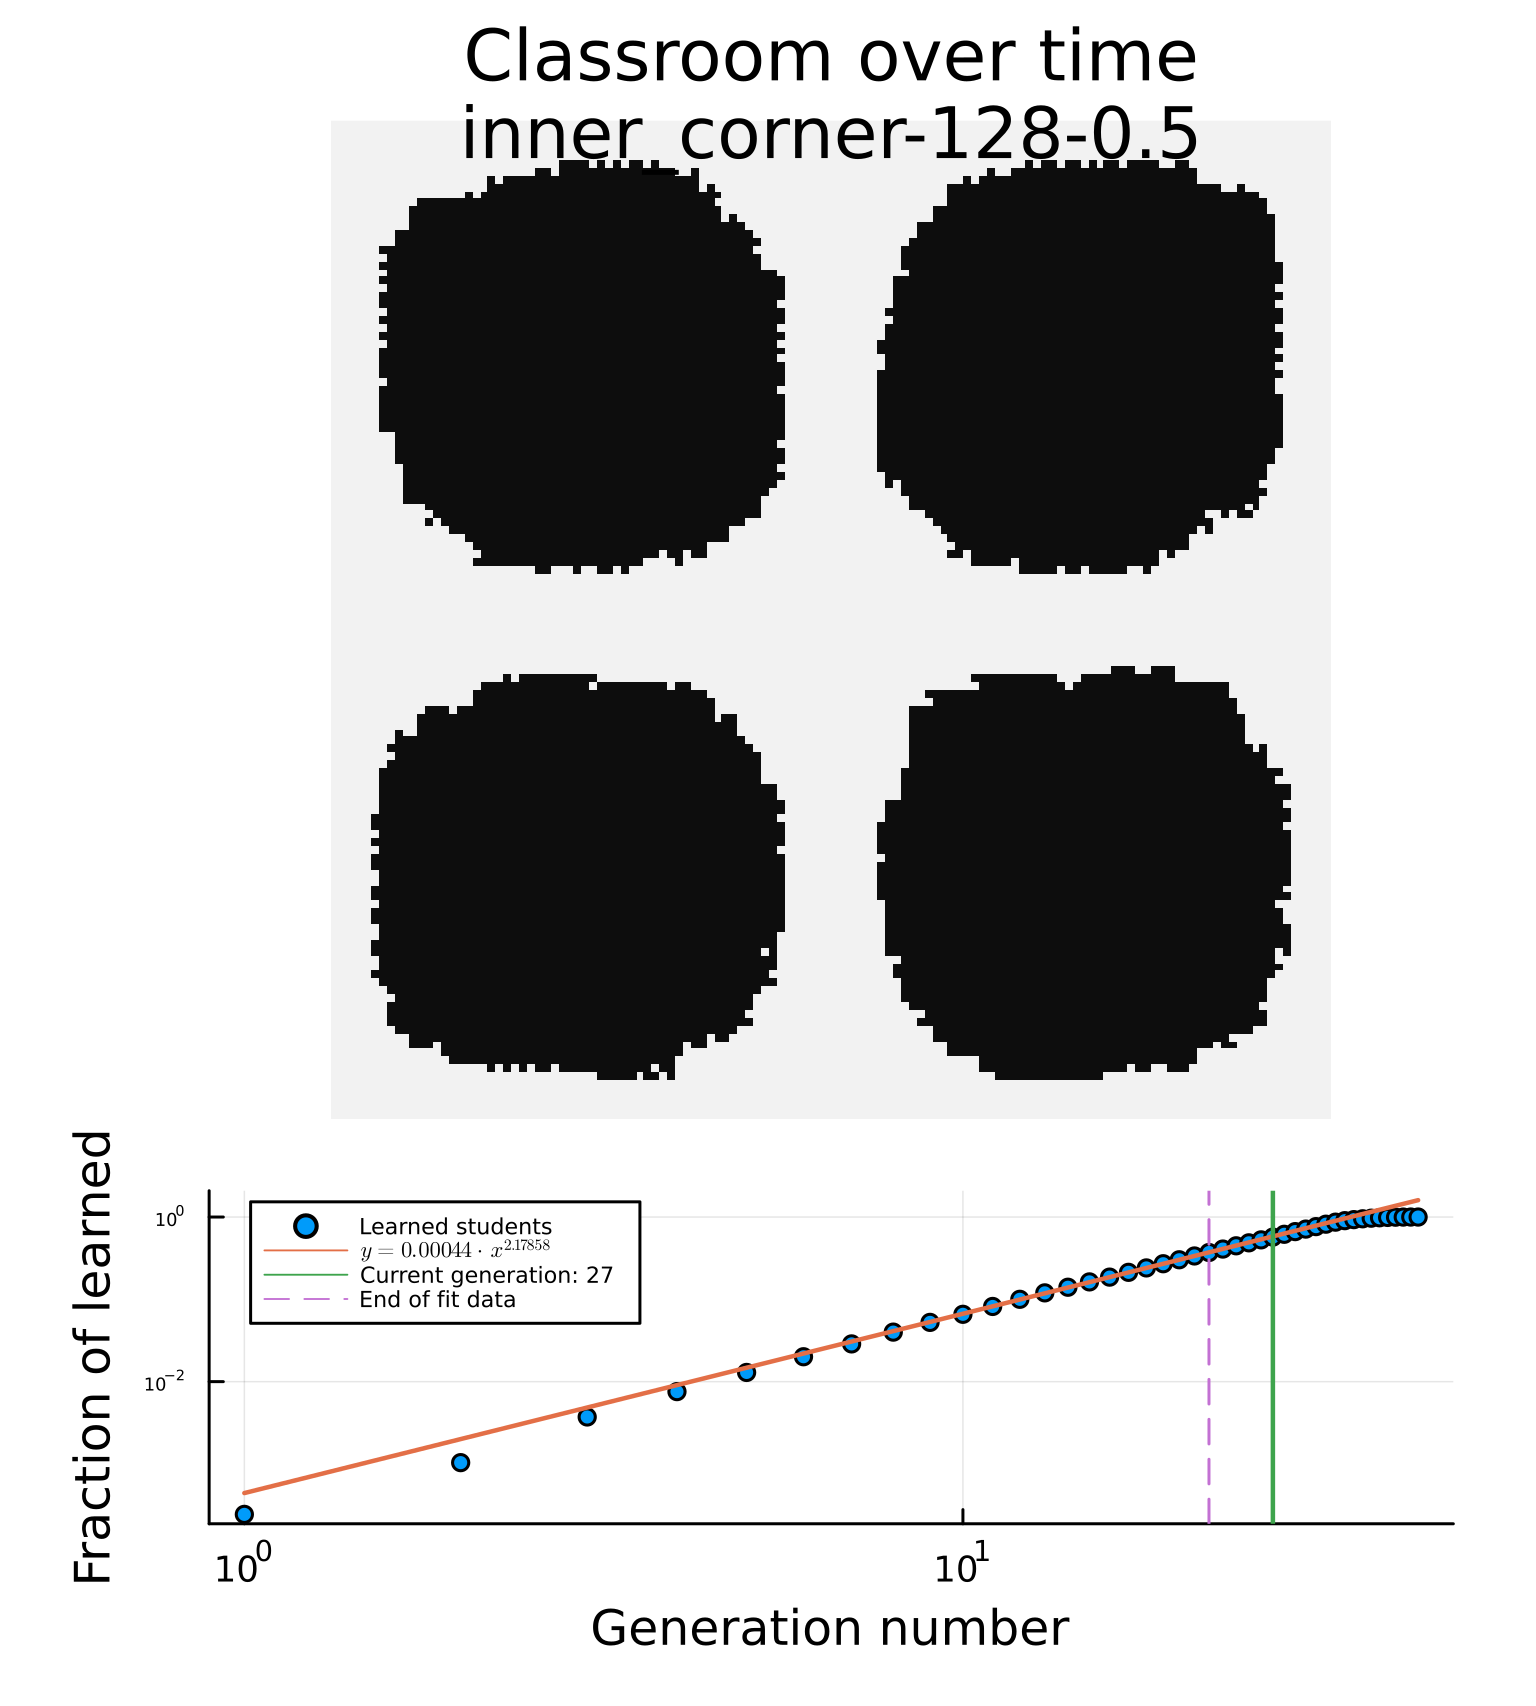 Classroom over time
inner_corner-128-0.5
Fraction of learned
10^0
10^−2
Learned students
y = 0.00044 · x^2.17858
Current generation: 27
End of fit data
10^0
10^1
Generation number